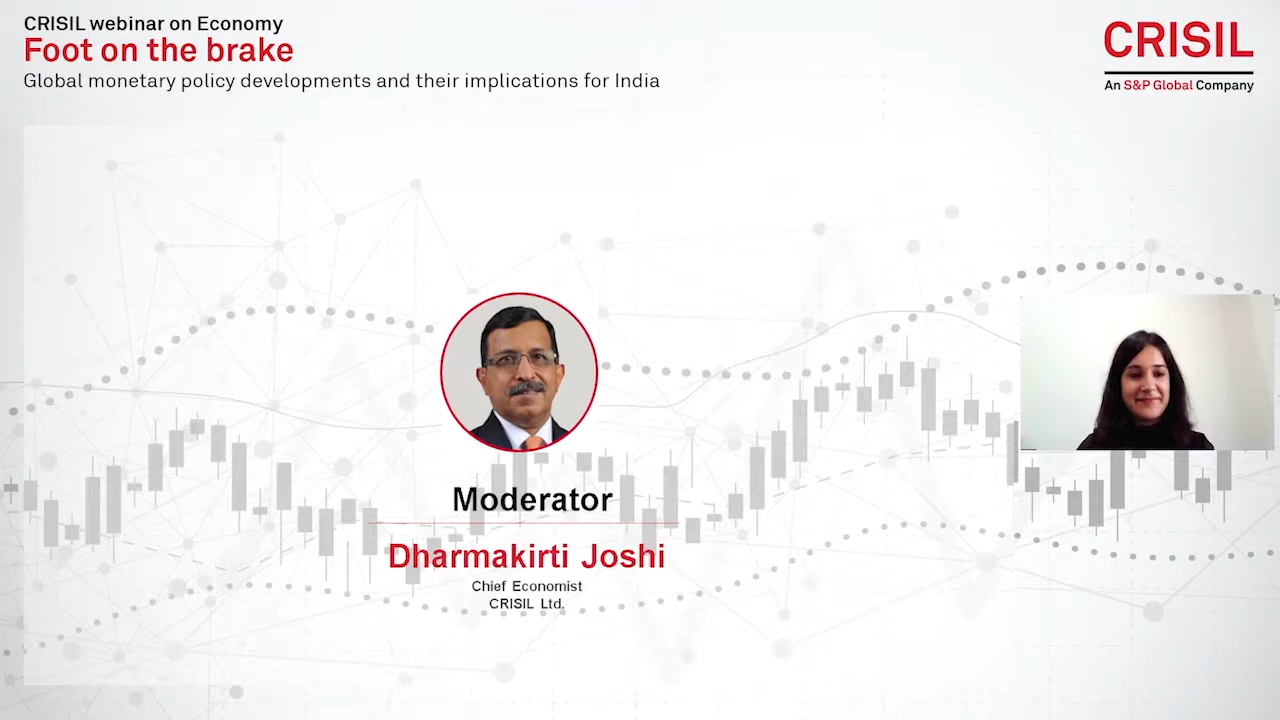 CRISIL webinar on Economy
Foot on the brake
Global monetary policy developments and their implications for India
CRISIL
An S&P Global Company
Moderator
Dharmakirti Joshi
Chief Economist
CRISIL Ltd.